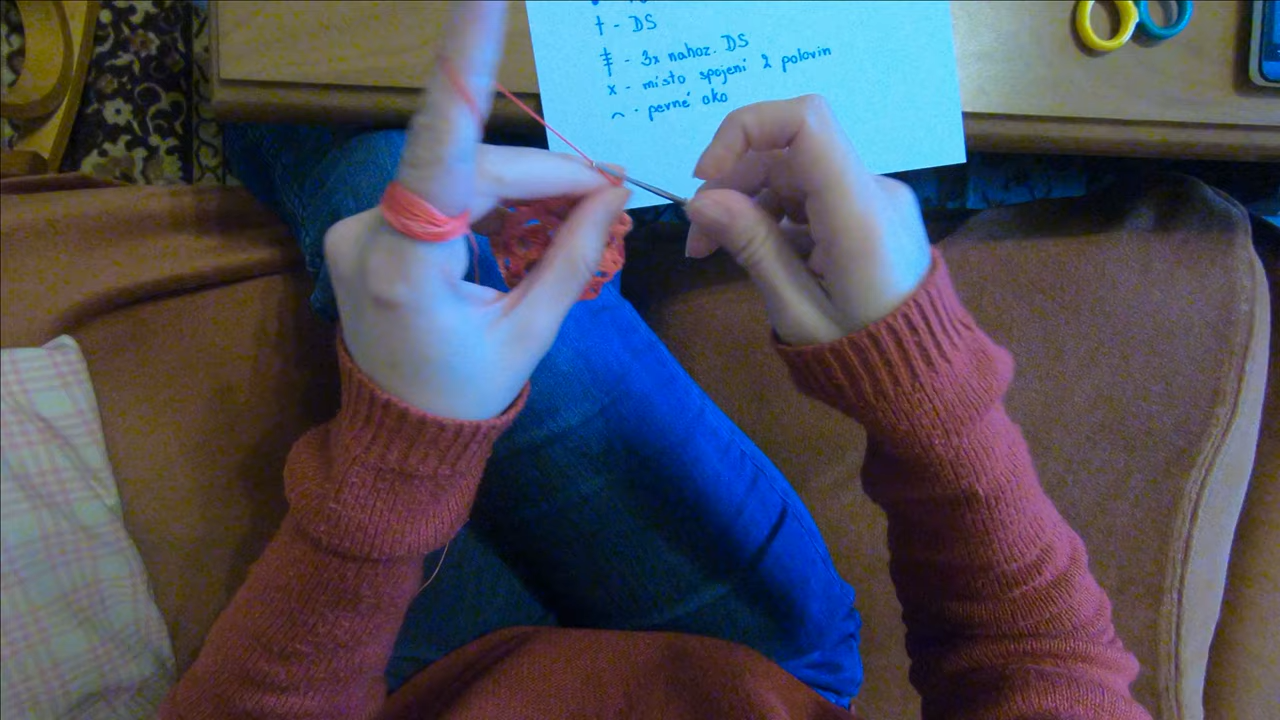 † - DS
‡ - 3x nahoz. DS
x - místo spojení 2 polovin
⌢ - pevné oko